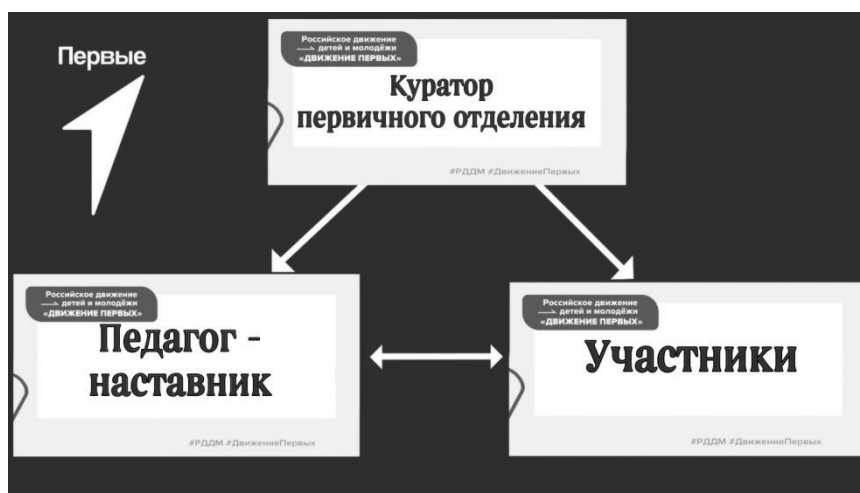 Первые
Российское движение
детей и молодёжи
«ДВИЖЕНИЕ ПЕРВЫХ»
Куратор
первичного отделения
#РДДМ #ДвижениеПервых
Российское движение
детей и молодёжи
«ДВИЖЕНИЕ ПЕРВЫХ»
Педагог -
наставник
#РДДМ #ДвижениеПервых
Российское движение
детей и молодёжи
«ДВИЖЕНИЕ ПЕРВЫХ»
Участники
#РДДМ #ДвижениеПервых